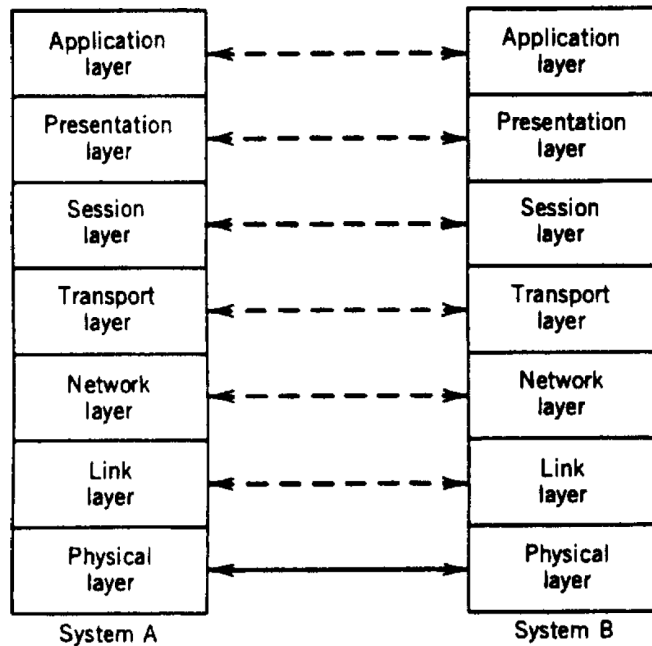 Application
layer
Application
layer
Presentation
layer
Presentation
layer
Session
layer
Session
layer
Transport
layer
Transport
layer
Network
layer
Network
layer
Link
layer
Link
layer
Physical
layer
Physical
layer
System A
System B